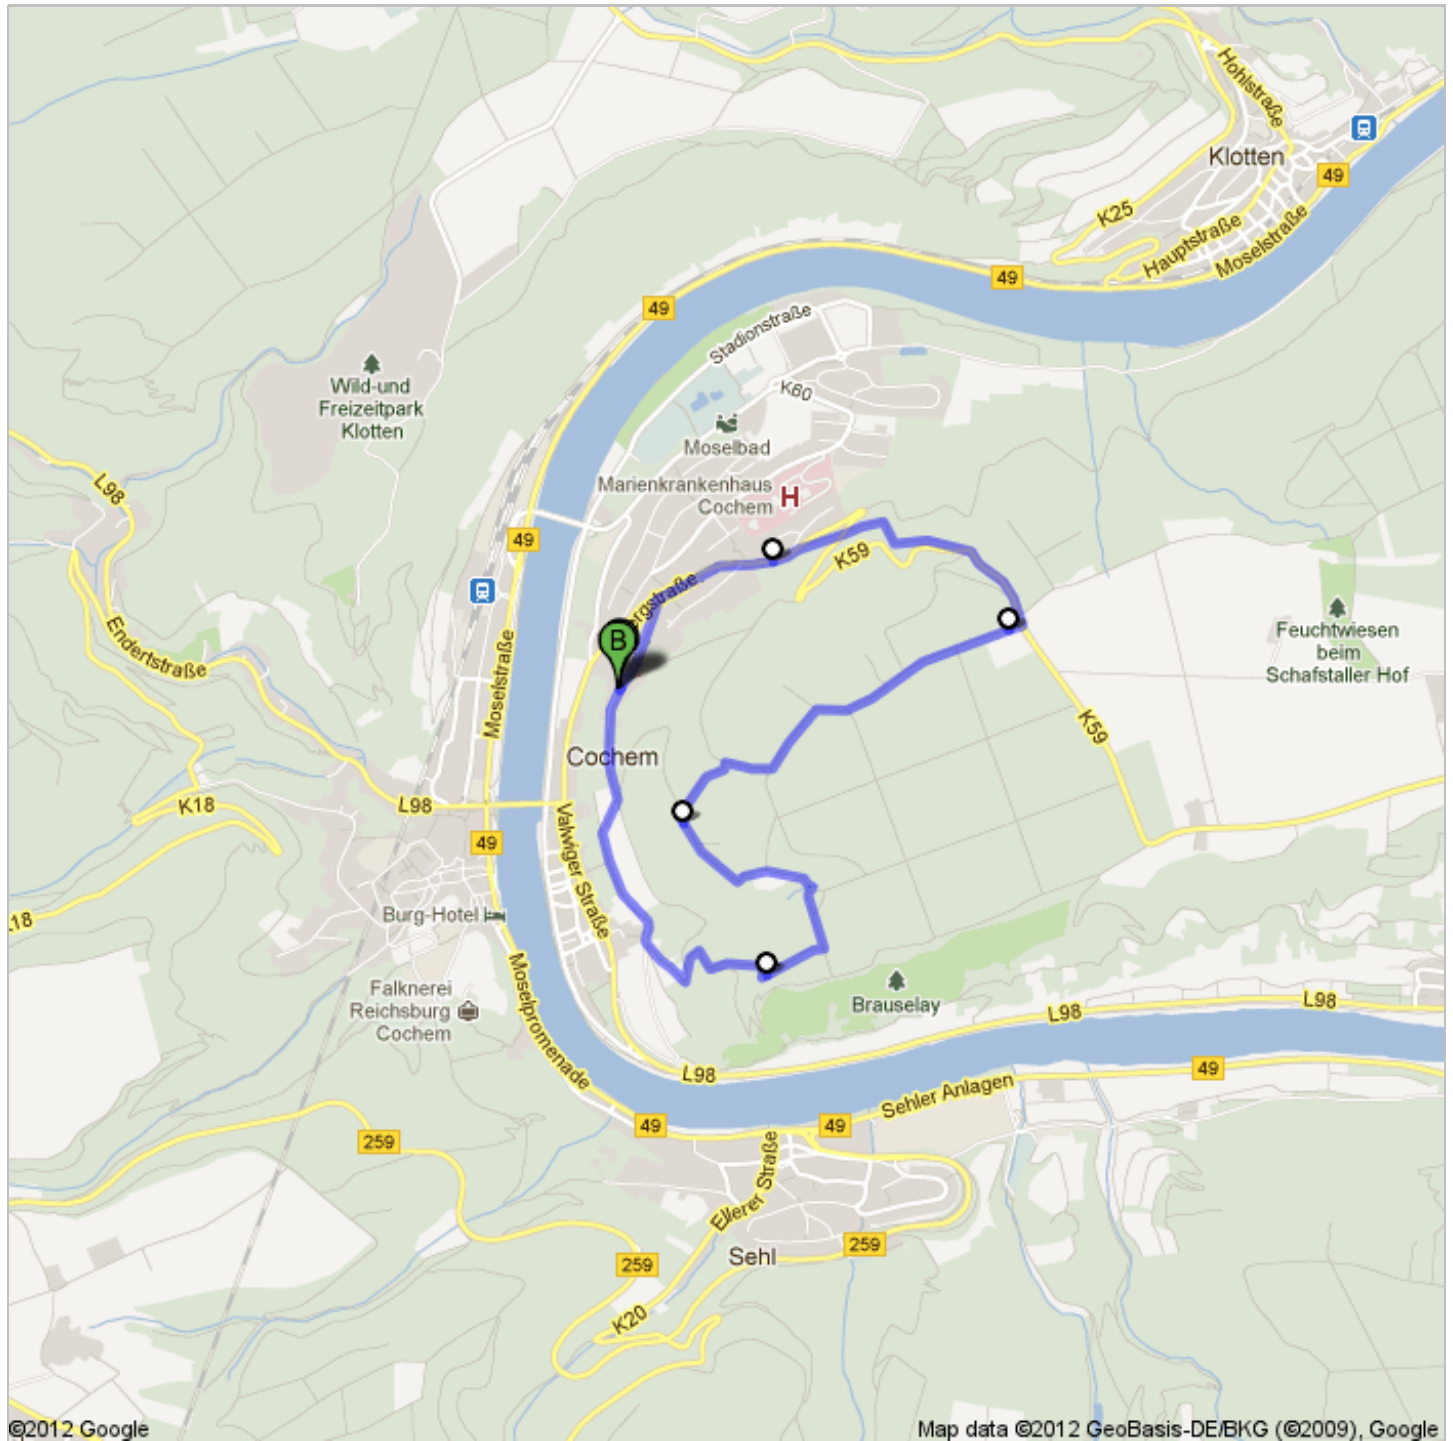 Hohlstraße
Klotten
49
K25
Hauptstraße
Moselstraße
49
49
Stadionstraße
Wild-und
Freizeitpark
Klotten
K60
Moselbad
Marienkrankenhaus
Cochem
H
L98
49
K59
ergstraße
B
Feuchtwiesen
beim
Schafstaller Hof
Endertstraße
Moselstraße
K59
Cochem
K18
L98
49
Valwiger Straße
.18
Burg-Hotel
Moselpromenade
Falknerei
Reichsburg
Cochem
Brauselay
L98
L98
L98
49
Sehler Anlagen
49
49
259
Ellerer Straße
Sehl
259
259
K20
©2012 Google
Map data ©2012 GeoBasis-DE/BKG (©2009), Google